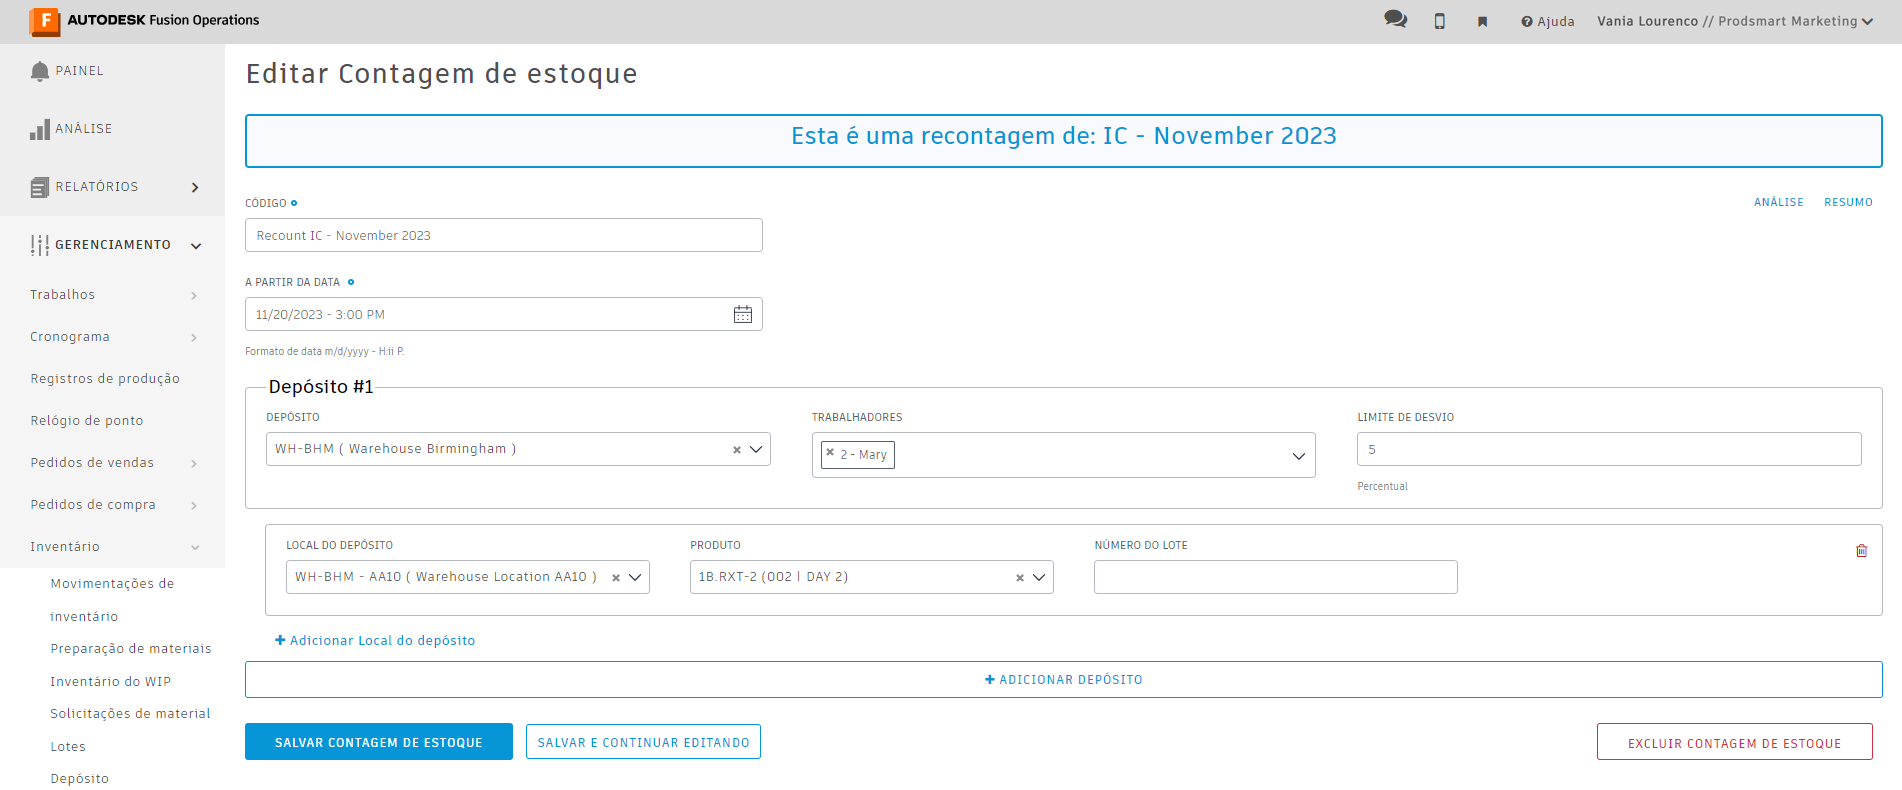 F AUTODESK Fusion Operations
Ajuda
Vania Lourenco // Prodsmart Marketing
PAINEL
ANÁLISE
RELATÓRIOS
GERENCIAMENTO
Trabalhos
Cronograma
Registros de produção
Relógio de ponto
Pedidos de vendas
Pedidos de compra
Inventário
Movimentações de
inventário
Preparação de materiais
Inventário do WIP
Solicitações de material
Lotes
Depósito
Editar Contagem de estoque
Esta é uma recontagem de: IC - November 2023
ANÁLISE RESUMO
CÓDIGO
Recount IC - November 2023
A PARTIR DA DATA
11/20/2023 - 3:00 PM
Formato de data m/d/yyyy - H:ii P.
Depósito #1
DEPÓSITO
WH-BHM ( Warehouse Birmingham )
TRABALHADORES
2 - Mary
LIMITE DE DESVIO
5
Percentual
LOCAL DO DEPÓSITO
WH-BHM - AA10 ( Warehouse Location AA10 )
PRODUTO
1B.RXT-2 (002 | DAY 2)
NÚMERO DO LOTE
+ Adicionar Local do depósito
+ ADICIONAR DEPÓSITO
SALVAR CONTAGEM DE ESTOQUE
SALVAR E CONTINUAR EDITANDO
EXCLUIR CONTAGEM DE ESTOQUE